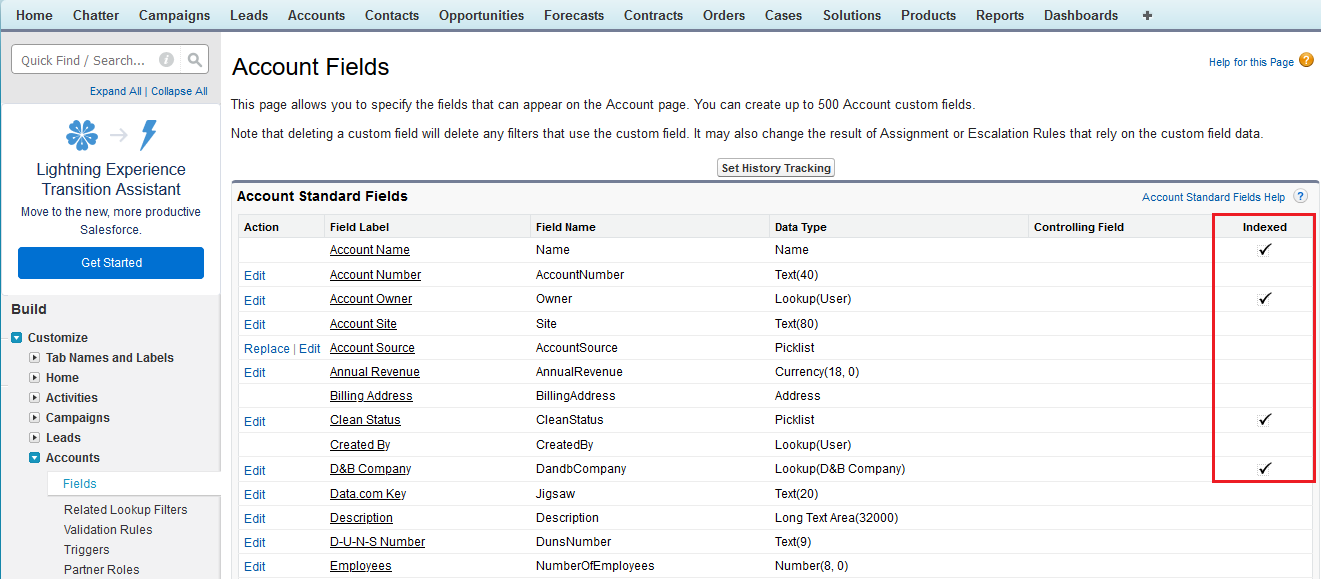 Home Chatter Campaigns Leads Accounts Contacts Opportunities Forecasts Contracts Orders Cases Solutions Products Reports Dashboards +
Quick Find / Search... i
Expand All | Collapse All
Lightning Experience
Transition Assistant
Move to the new, more productive
Salesforce.
Get Started
Build
Customize
Tab Names and Labels
Home
Activities
Campaigns
Leads
Accounts
Fields
Related Lookup Filters
Validation Rules
Triggers
Partner Roles
Account Fields
Help for this Page ?
This page allows you to specify the fields that can appear on the Account page. You can create up to 500 Account custom fields.
Note that deleting a custom field will delete any filters that use the custom field. It may also change the result of Assignment or Escalation Rules that rely on the custom field data.
Set History Tracking
Account Standard Fields
Account Standard Fields Help ?
Action Field Label Field Name Data Type Controlling Field Indexed
Account Name Name Name ✓
Edit Account Number AccountNumber Text(40)
Edit Account Owner Owner Lookup(User) ✓
Edit Account Site Site Text(80)
Replace | Edit Account Source AccountSource Picklist
Edit Annual Revenue AnnualRevenue Currency(18, 0)
Billing Address BillingAddress Address
Edit Clean Status CleanStatus Picklist ✓
Created By CreatedBy Lookup(User)
Edit D&B Company DandbCompany Lookup(D&B Company) ✓
Edit Data.com Key Jigsaw Text(20)
Edit Description Description Long Text Area(32000)
Edit D-U-N-S Number DunsNumber Text(9)
Edit Employees NumberOfEmployees Number(8, 0)